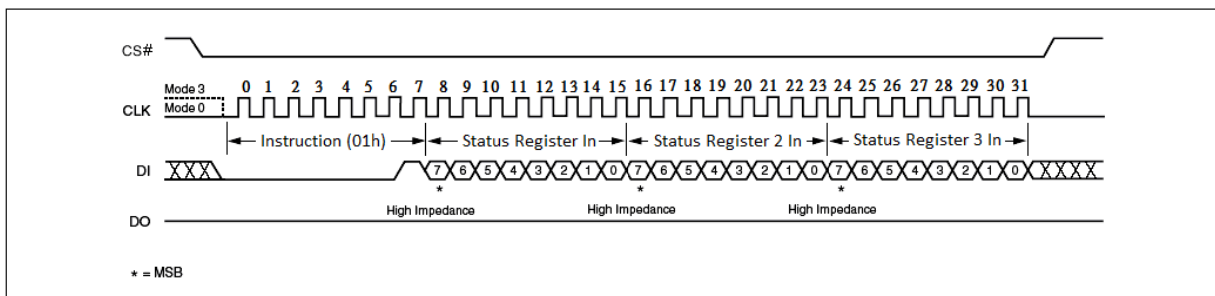 CS#
Mode 3 0 1 2 3 4 5 6 7 8 9 10 11 12 13 14 15 16 17 18 19 20 21 22 23 24 25 26 27 28 29 30 31
CLK Mode 0
Instruction (01h) Status Register In Status Register 2 In Status Register 3 In
DI 7 6 5 4 3 2 1 0 7 6 5 4 3 2 1 0 7 6 5 4 3 2 1 0
* * *
High Impedance High Impedance High Impedance
DO
* = MSB